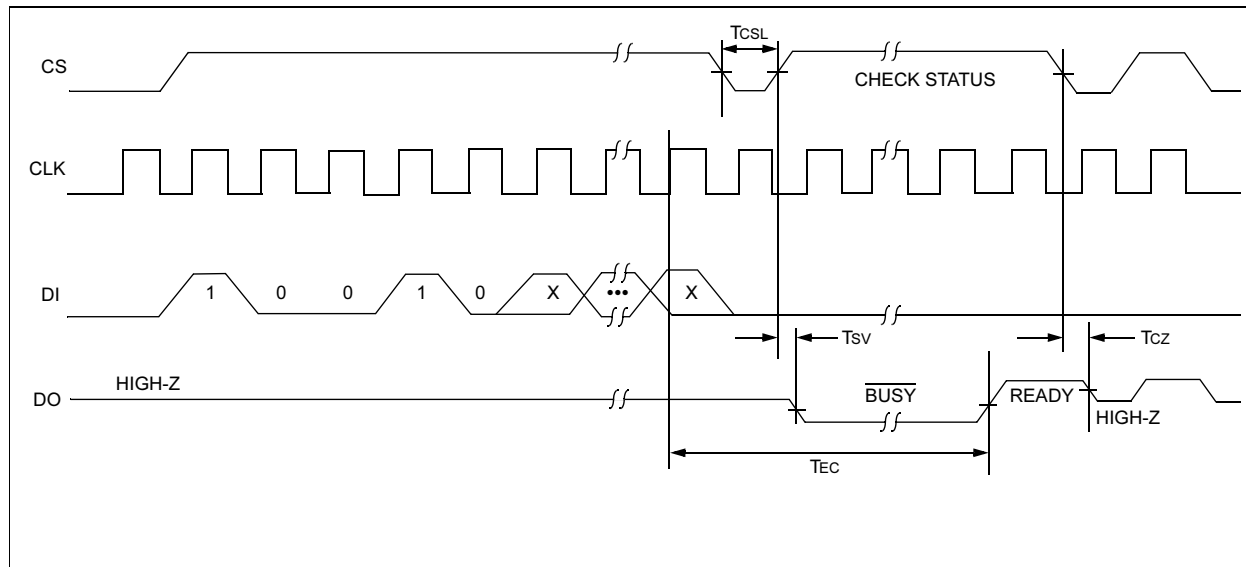 TCSL
CS
CHECK STATUS
CLK
DI
1 0 0 1 0 X ••• X
TSV
TCZ
HIGH-Z
DO
BUSY
READY
HIGH-Z
TEC